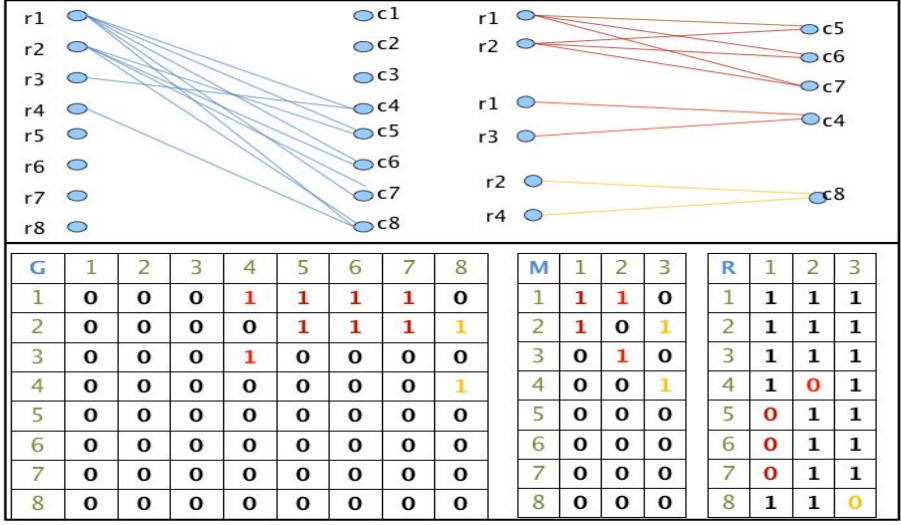 r1 c1 r1 c5
r2 c2 r2 c6
r3 c3 c7
r4 c4 r1 c4
r5 c5 r3
r6 c6 r2 c8
r7 c7 r4
r8 c8
G 1 2 3 4 5 6 7 8 M 1 2 3 R 1 2 3
1 0 0 0 1 1 1 1 0 1 1 1 0 1 1 1 1
2 0 0 0 0 1 1 1 1 2 1 0 1 2 1 1 1
3 0 0 0 1 0 0 0 0 3 0 1 0 3 1 1 1
4 0 0 0 0 0 0 0 1 4 0 0 1 4 1 0 1
5 0 0 0 0 0 0 0 0 5 0 0 0 5 0 1 1
6 0 0 0 0 0 0 0 0 6 0 0 0 6 0 1 1
7 0 0 0 0 0 0 0 0 7 0 0 0 7 0 1 1
8 0 0 0 0 0 0 0 0 8 0 0 0 8 1 1 0